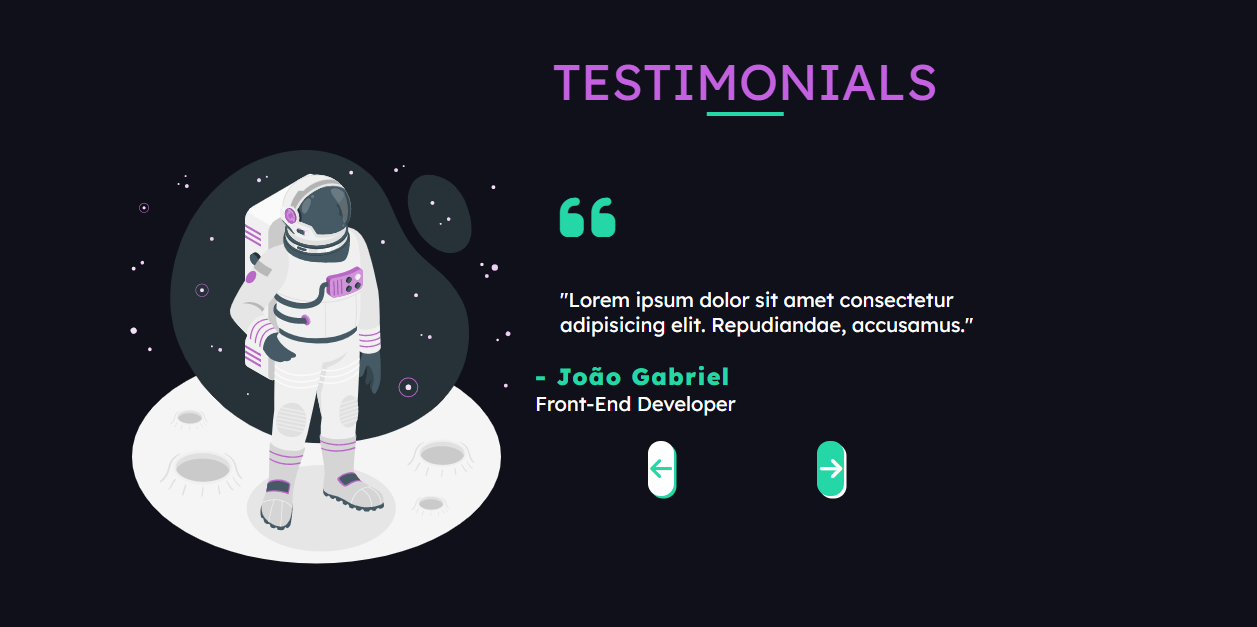 TESTIMONIALS
"Lorem ipsum dolor sit amet consectetur
adipisicing elit. Repudiandae, accusamus."
- João Gabriel
Front-End Developer